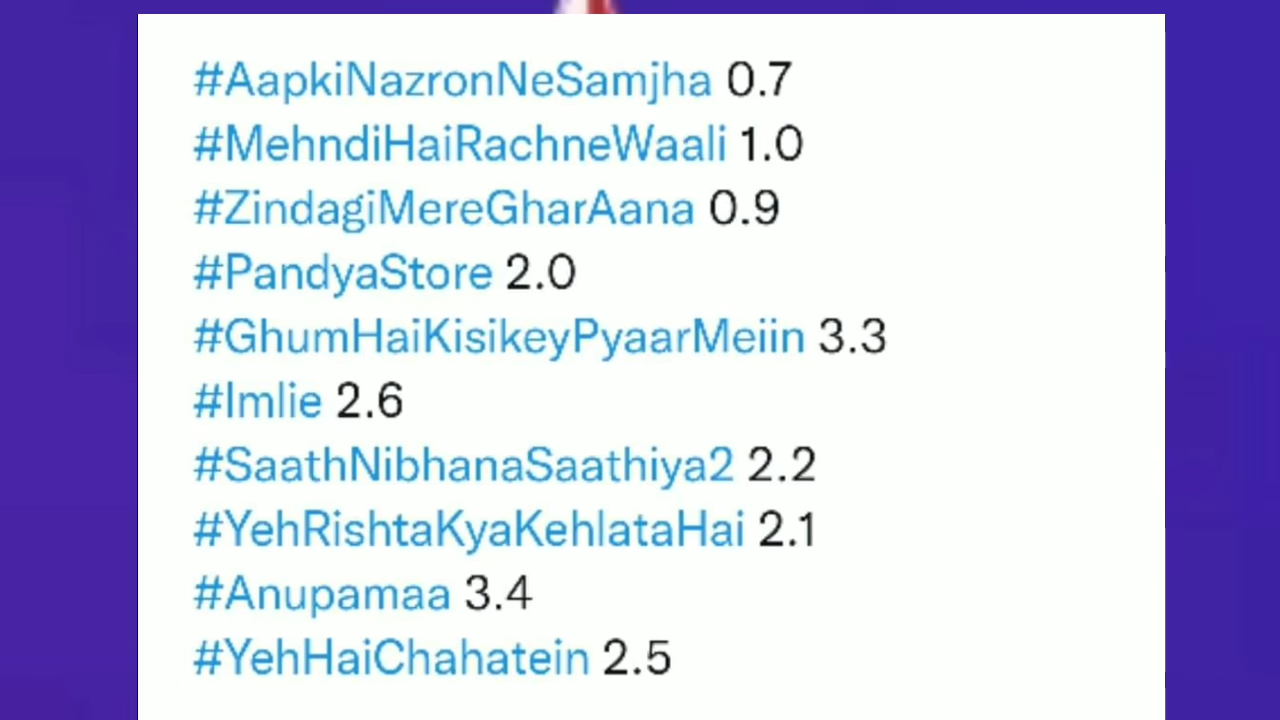 #AapkiNazronNeSamjha 0.7
#MehndiHaiRachneWaali 1.0
#ZindagiMereGharAana 0.9
#PandyaStore 2.0
#GhumHaiKisikeyPyaarMeiin 3.3
#Imlie 2.6
#SaathNibhanaSaathiya2 2.2
#YehRishtaKyaKehlataHai 2.1
#Anupamaa 3.4
#YehHaiChahatein 2.5